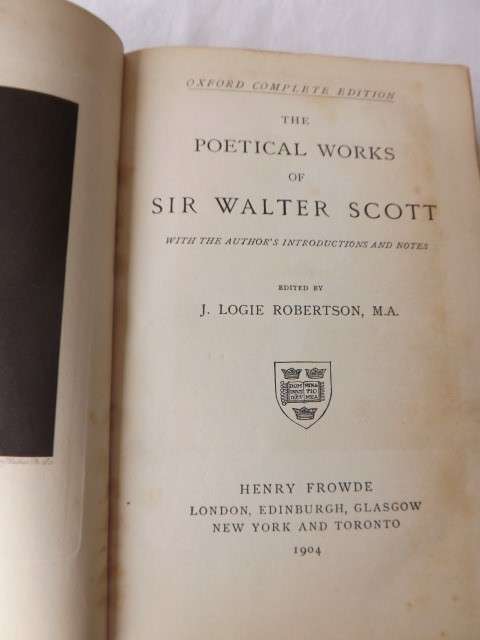 OXFORD COMPLETE EDITION
THE
POETICAL WORKS
OF
SIR WALTER SCOTT
WITH THE AUTHOR'S INTRODUCTIONS AND NOTES
EDITED BY
J. LOGIE ROBERTSON, M.A.
HENRY FROWDE
LONDON, EDINBURGH, GLASGOW
NEW YORK AND TORONTO
1904